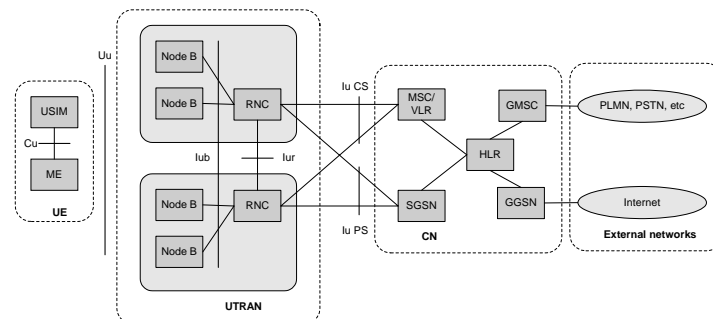 Uu
USIM
Cu
ME
UE
Node B
Node B
RNC
Iub
Iur
Node B
Node B
RNC
UTRAN
Iu CS
Iu PS
MSC/
VLR
SGSN
HLR
GMSC
GGSN
CN
PLMN, PSTN, etc
Internet
External networks